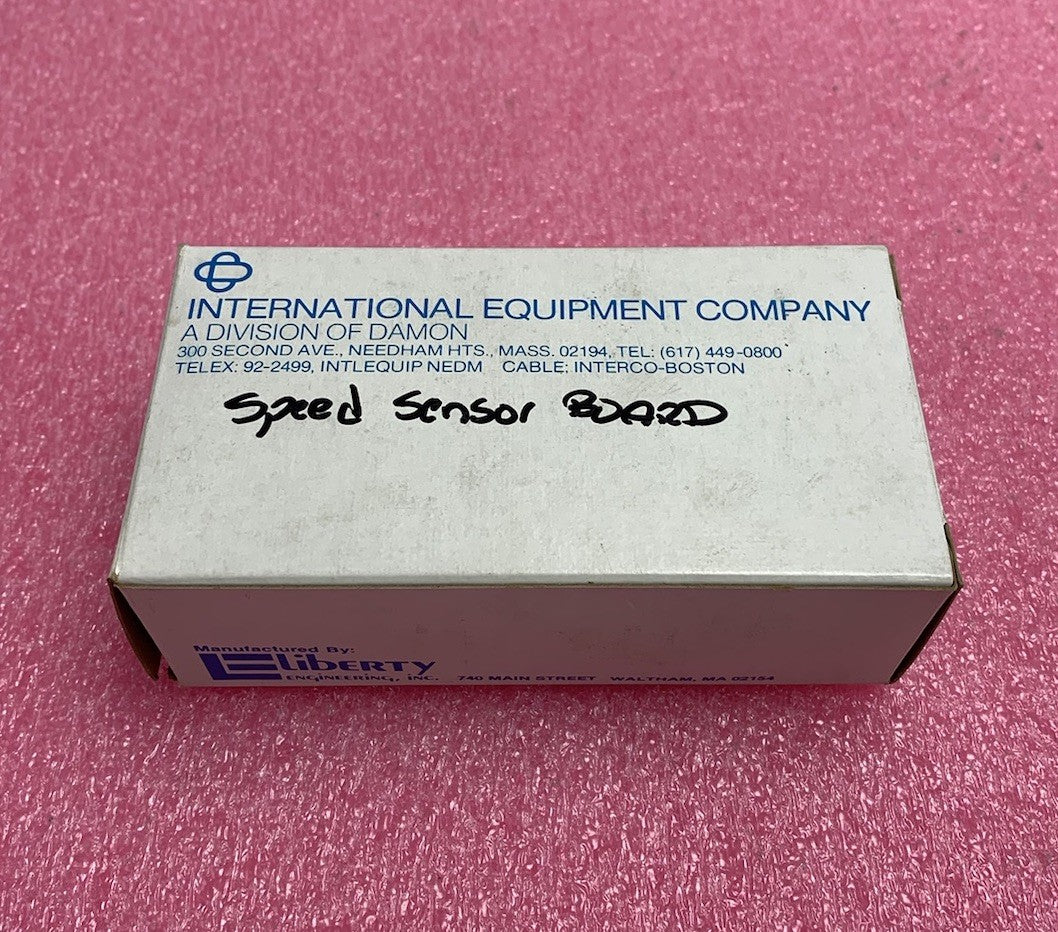 INTERNATIONAL EQUIPMENT COMPANY
A DIVISION OF DAMON
300 SECOND AVE., NEEDHAM HTS., MASS. 02194, TEL: (617) 449-0800
TELEX: 92-2499, INTLEQUIP NEDM CABLE: INTERCO-BOSTON
Speed Sensor BOARD
Manufactured By:
LIBERTY
ENGINEERING, INC. 740 MAIN STREET WALTHAM, MA 02154